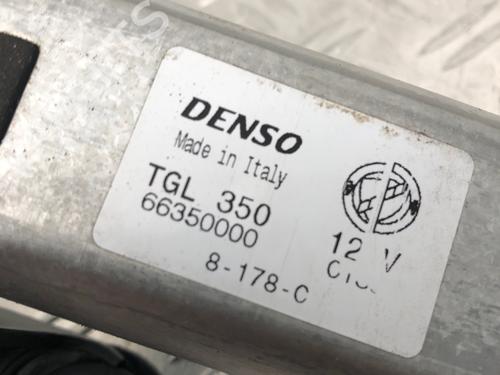 DENSO
Made in Italy
TGL 350
66350000
12 V
8-178-C